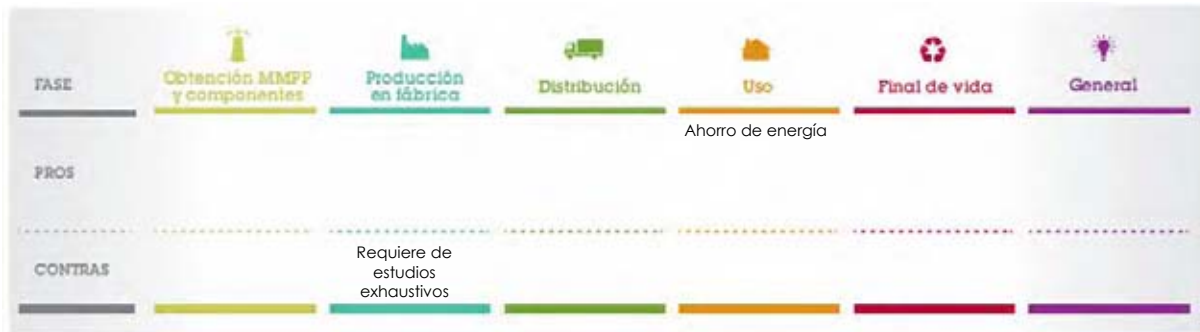 FASE
Obtención MMPP
y componentes
Producción
en fábrica
Distribución
Uso
Final de vida
General
PROS
Ahorro de energía
CONTRAS
Requiere de
estudios
exhaustivos